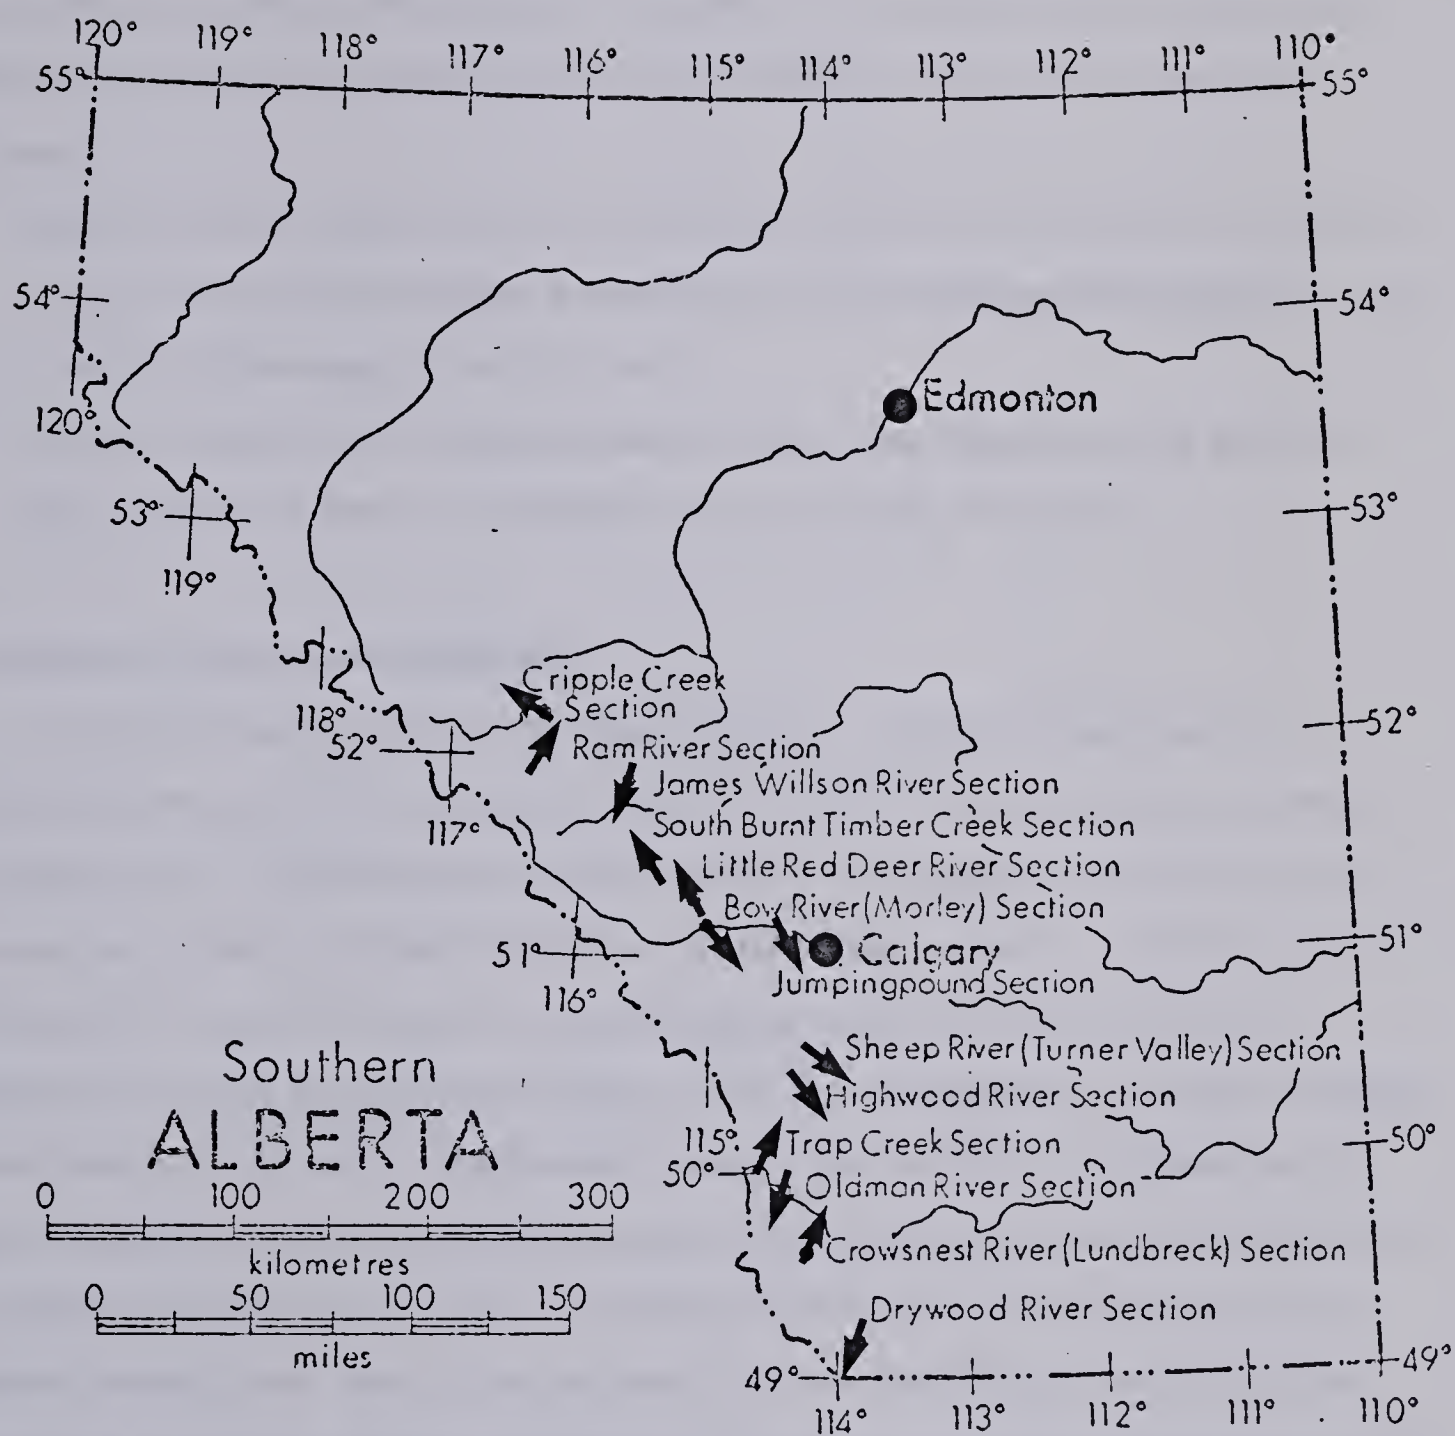 120° 119° 118° 117° 116° 115° 114° 113° 112° 111° 110°
55° 55°
54° 54°
120°
Edmonton
53° 53°
119°
Cripple Creek
Section
118°
52° 52°
Ram River Section
James Willson River Section
117°
South Burnt Timber Creek Section
Little Red Deer River Section
Bow River (Morley) Section
51° Calgary 51°
Jumpingpound Section
116°
Southern
ALBERTA
Sheep River (Turner Valley) Section
Highwood River Section
115°
Trap Creek Section
50° 50°
Oldman River Section
0 100 200 300
kilometres
Crowsnest River (Lundbreck) Section
0 50 100 150
miles
Drywood River Section
49° 49°
114° 113° 112° 111° 110°